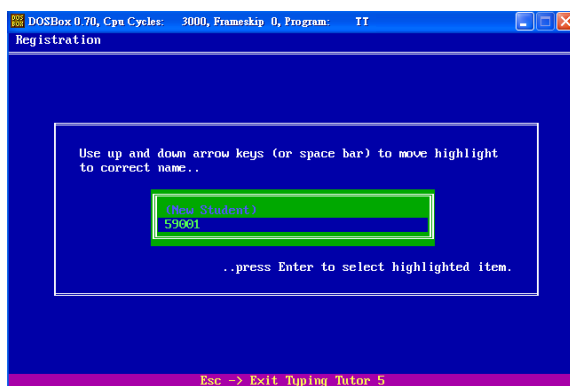 DOSBox 0.70, Cpu Cycles: 3000, Frameskip 0, Program: TT
Registration
Use up and down arrow keys (or space bar) to move highlight
to correct name..
(New Student)
59001
..press Enter to select highlighted item.
Esc -> Exit Typing Tutor 5